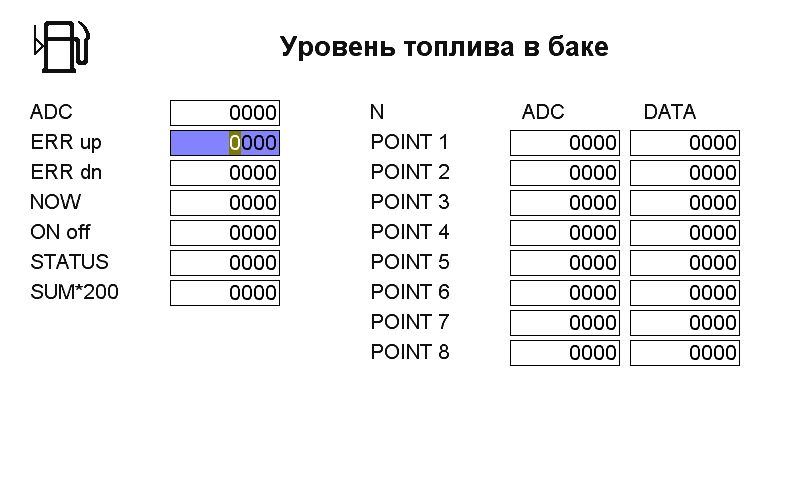 Уровень топлива в баке
ADC 0000
ERR up 0000
ERR dn 0000
NOW 0000
ON off 0000
STATUS 0000
SUM*200 0000
N ADC DATA
POINT 1 0000 0000
POINT 2 0000 0000
POINT 3 0000 0000
POINT 4 0000 0000
POINT 5 0000 0000
POINT 6 0000 0000
POINT 7 0000 0000
POINT 8 0000 0000